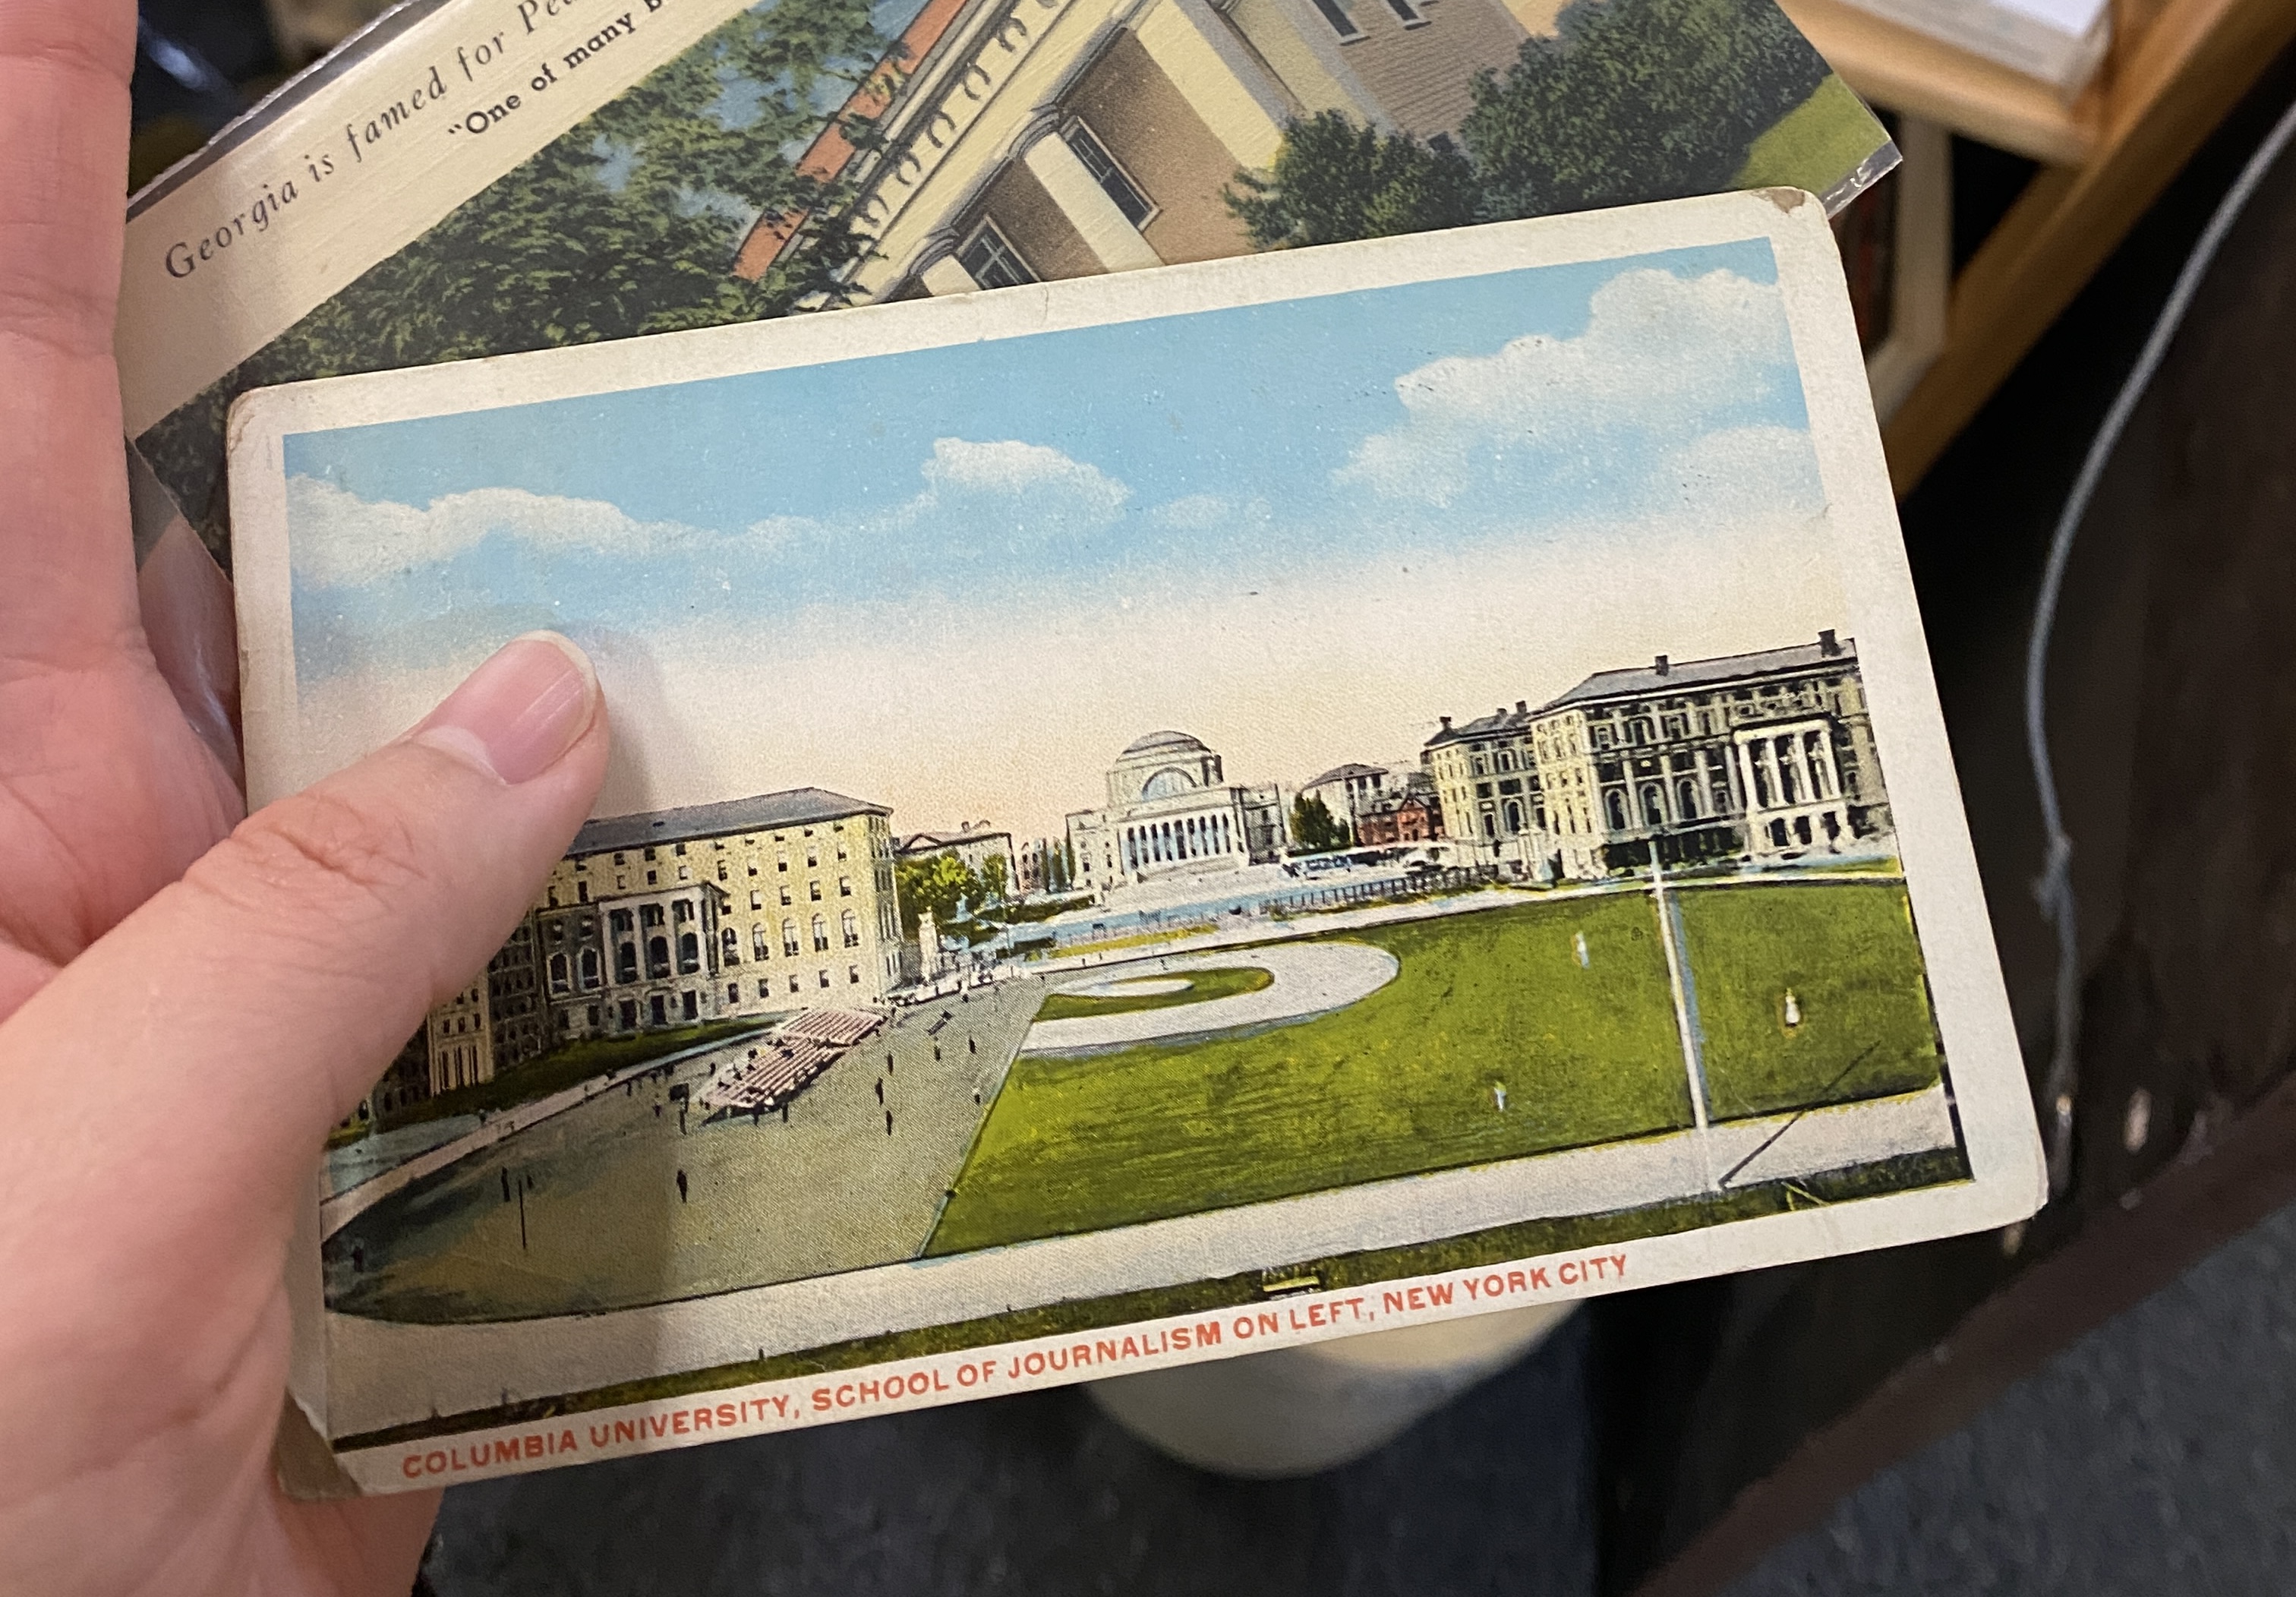 Georgia is famed for
"One of many
COLUMBIA UNIVERSITY, SCHOOL OF JOURNALISM ON LEFT, NEW YORK CITY